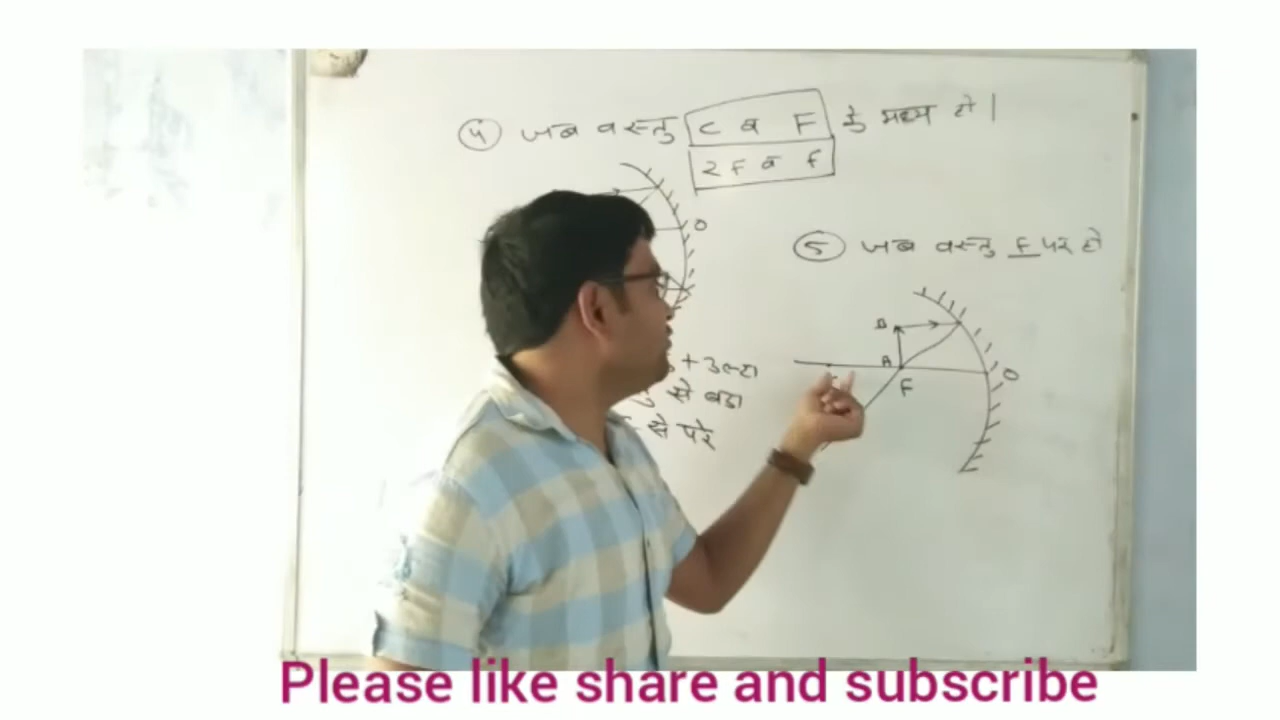 ④ जब वस्तु C व F के मध्य हो।
2F व f
O
+ उल्टा
से बडा
से परे
⑤ जब वस्तु F पर हो
B
A
F
O
Please like share and subscribe